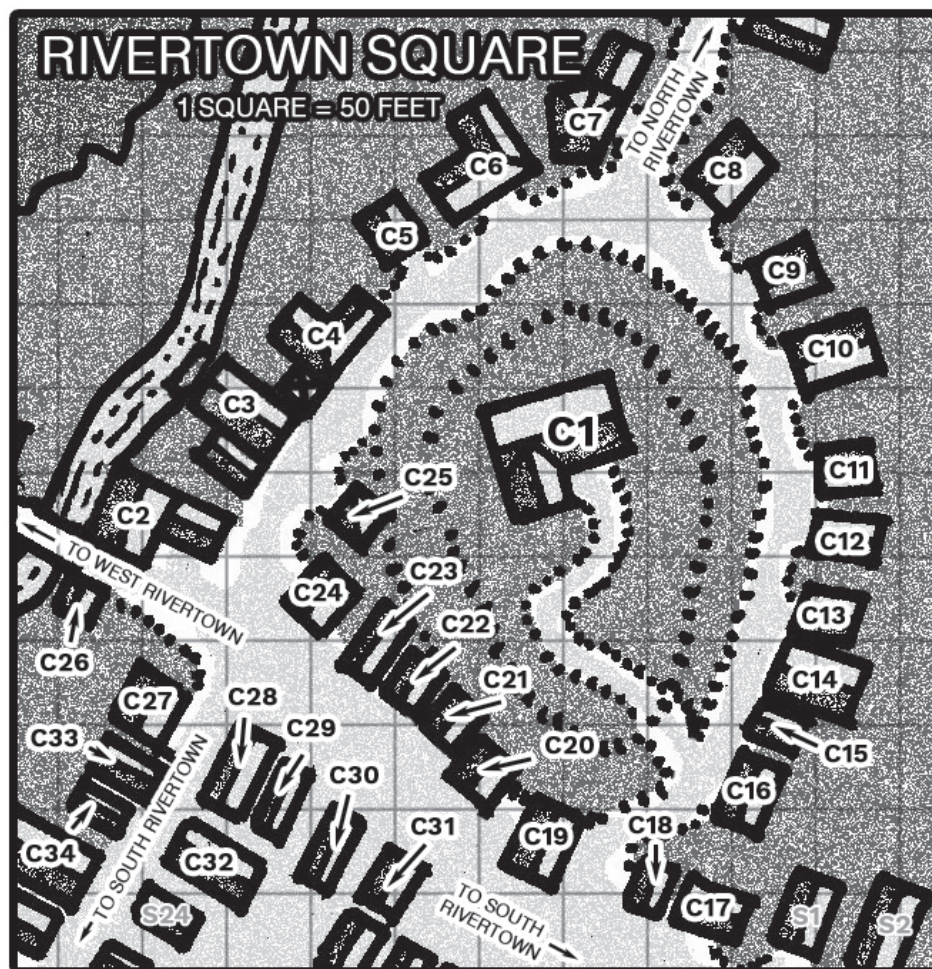 RIVERTOWN SQUARE
1 SQUARE = 50 FEET
TO NORTH
RIVERTOWN
C7
C6
C8
C5
C9
C4
C10
C3
C1
C11
C25
C2
C12
TO WEST RIVERTOWN
C23
C24
C13
C22
C26
C14
C21
C27
C28
C29
C33
C20
C15
C30
C16
C31
C19
C18
C34
C32
TO SOUTH RIVERTOWN
C17
S24
S1
S2
TO SOUTH
RIVERTOWN